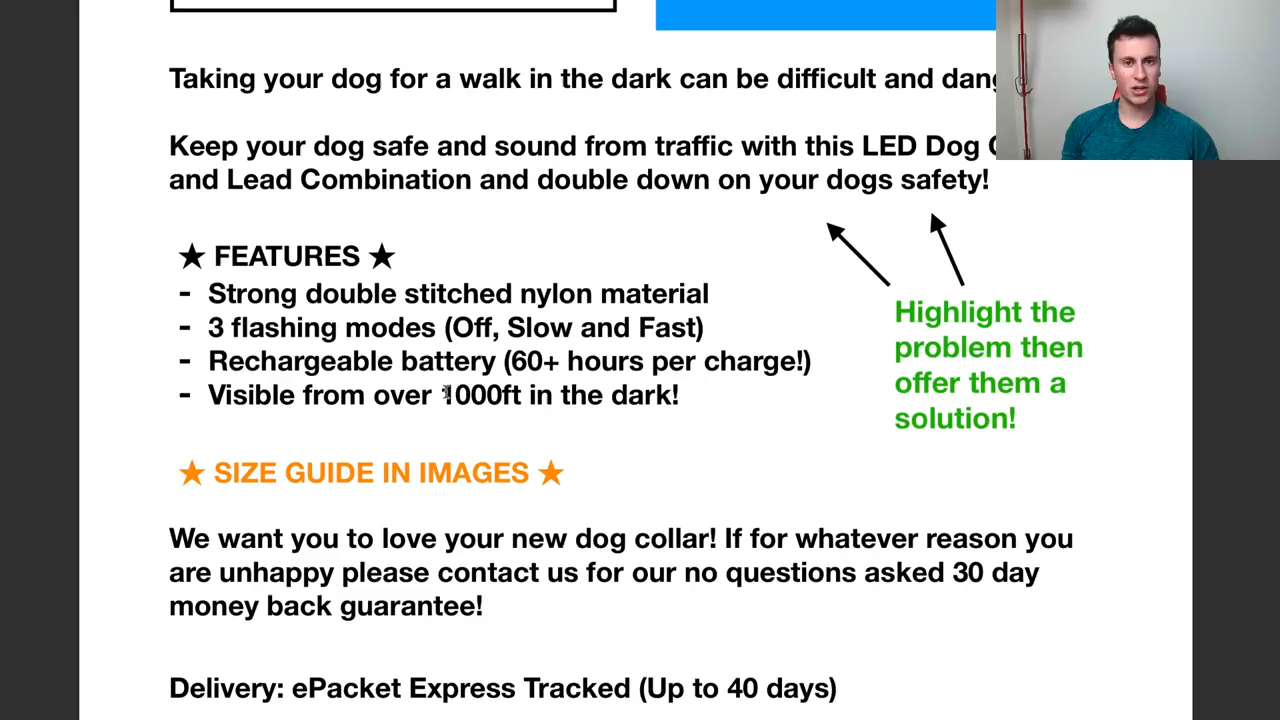 Taking your dog for a walk in the dark can be difficult and
Keep your dog safe and sound from traffic with this LED Dog
and Lead Combination and double down on your dogs safety!
★ FEATURES ★
- Strong double stitched nylon material
- 3 flashing modes (Off, Slow and Fast)
- Rechargeable battery (60+ hours per charge!)
- Visible from over 1000ft in the dark!
Highlight the
problem then
offer them a
solution!
★ SIZE GUIDE IN IMAGES ★
We want you to love your new dog collar! If for whatever reason you
are unhappy please contact us for our no questions asked 30 day
money back guarantee!
Delivery: ePacket Express Tracked (Up to 40 days)